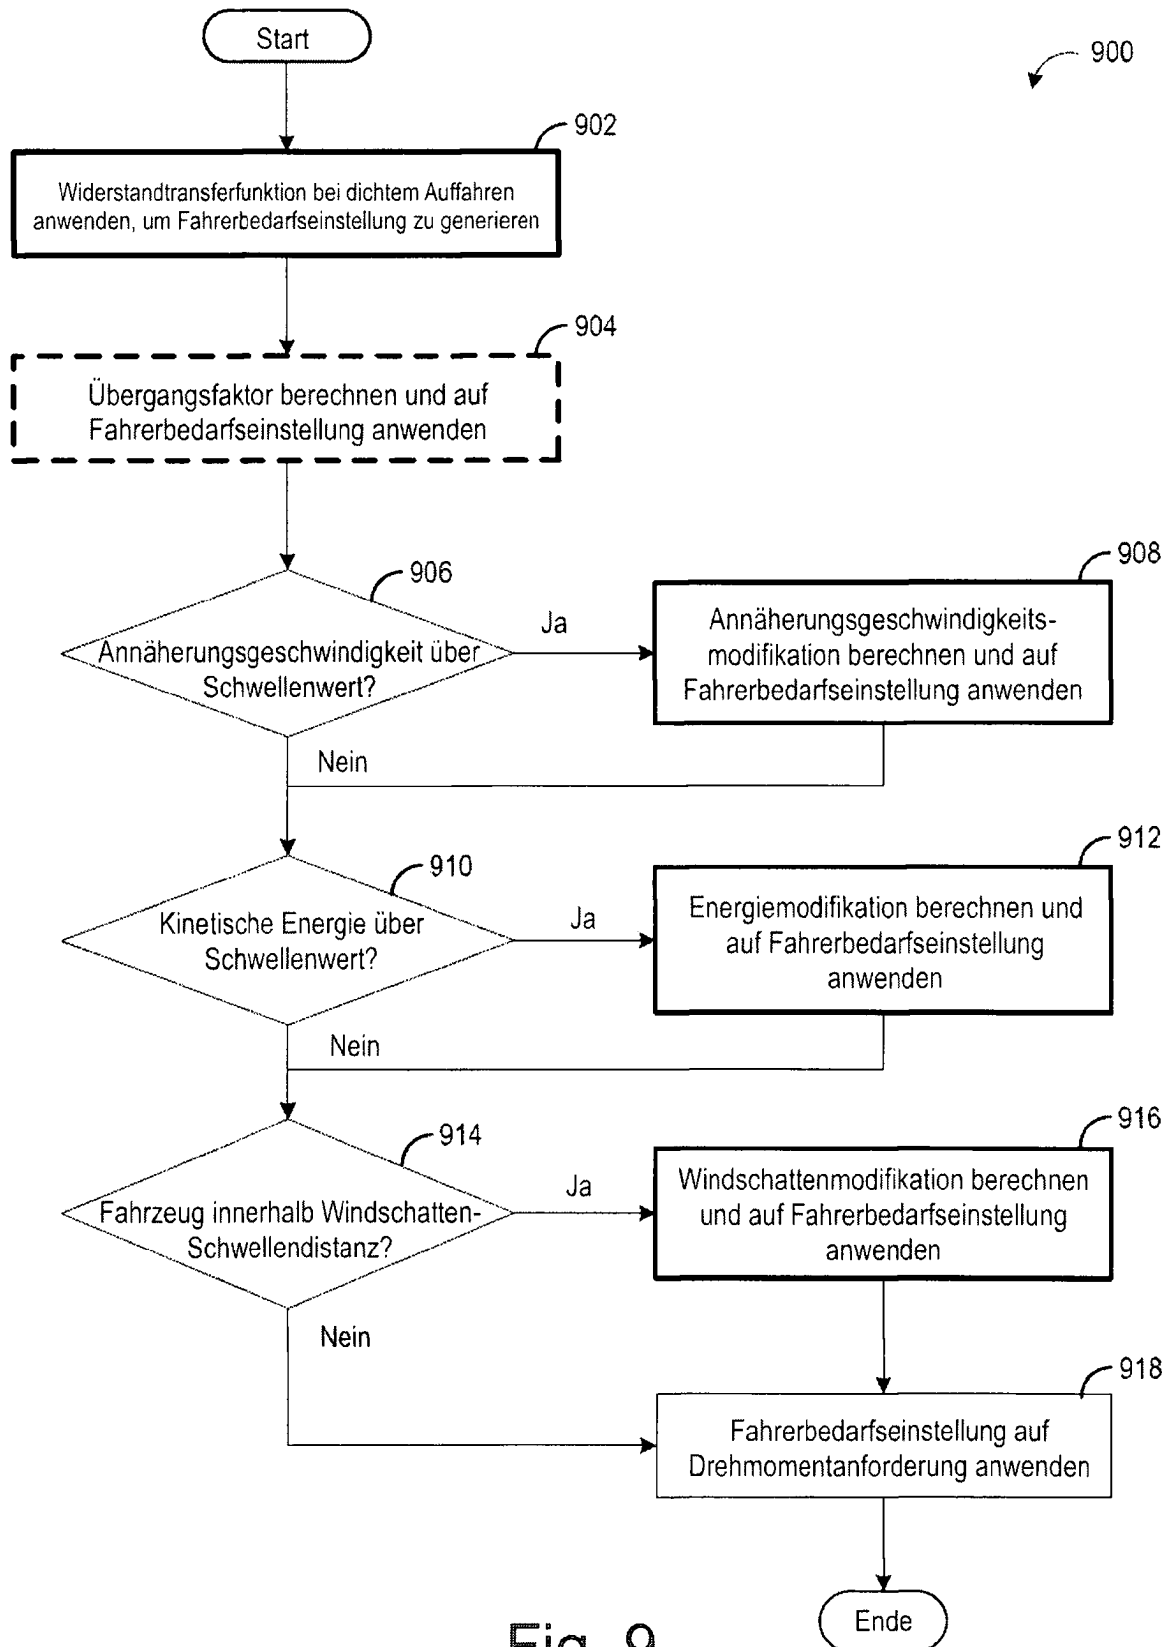 Start
900
902
Widerstandtransferfunktion bei dichtem Auffahren
anwenden, um Fahrerbedarfseinstellung zu generieren
904
Übergangsfaktor berechnen und auf
Fahrerbedarfseinstellung anwenden
906
Annäherungsgeschwindigkeit über
Schwellenwert?
Ja
908
Annäherungsgeschwindigkeits-
modifikation berechnen und auf
Fahrerbedarfseinstellung anwenden
Nein
910
Kinetische Energie über
Schwellenwert?
Ja
912
Energiemodifikation berechnen und
auf Fahrerbedarfseinstellung
anwenden
Nein
914
Fahrzeug innerhalb Windschatten-
Schwellendistanz?
Ja
916
Windschattenmodifikation berechnen
und auf Fahrerbedarfseinstellung
anwenden
Nein
918
Fahrerbedarfseinstellung auf
Drehmomentanforderung anwenden
Ende
Fig. 9